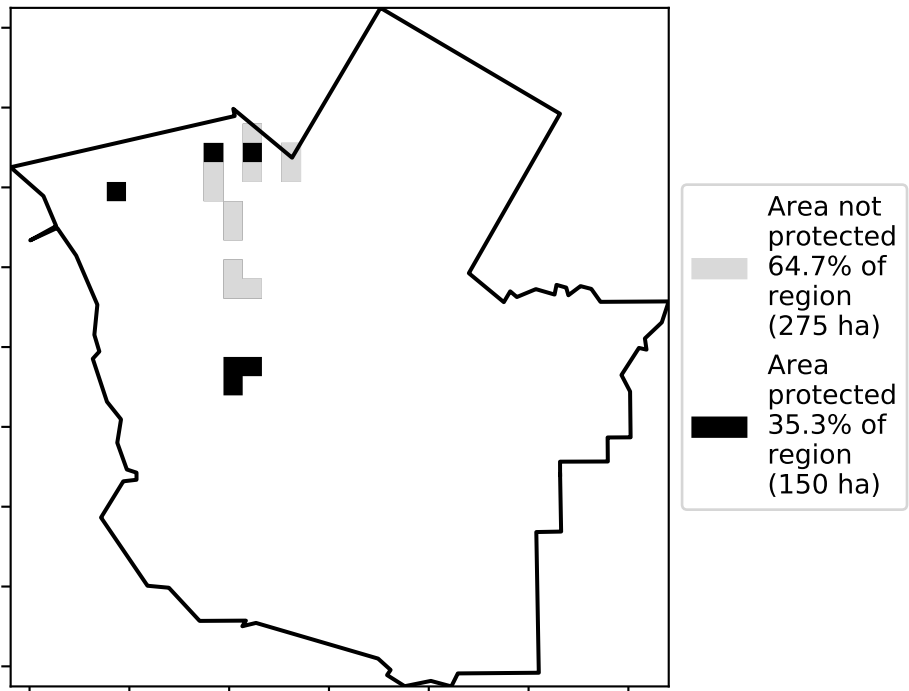 Area not
protected
64.7% of
region
(275 ha)
Area
protected
35.3% of
region
(150 ha)